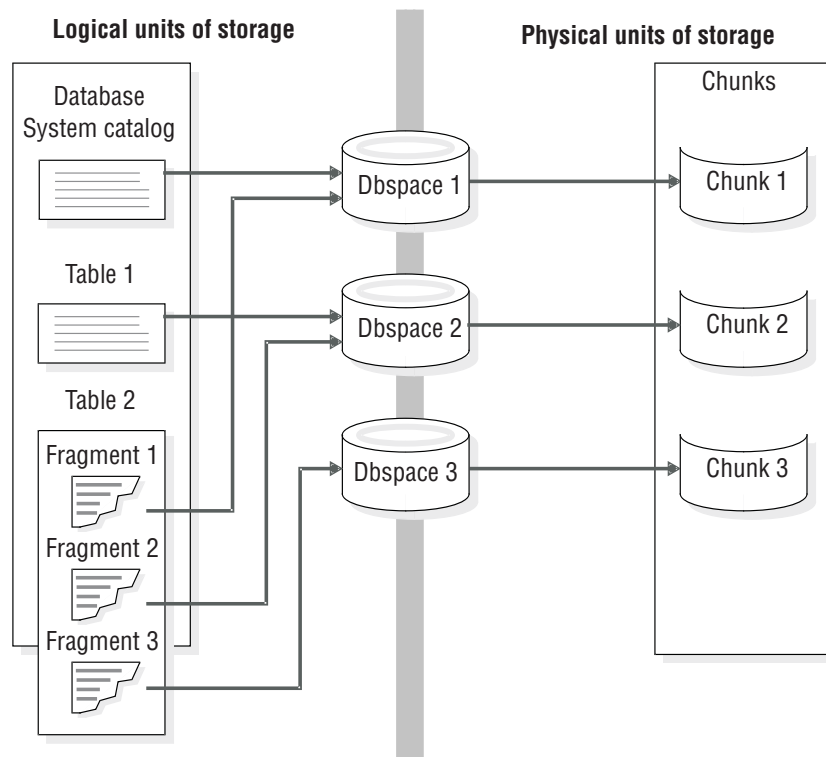 Logical units of storage
Physical units of storage
Database
System catalog
Chunks
Dbspace 1
Chunk 1
Table 1
Dbspace 2
Chunk 2
Table 2
Fragment 1
Dbspace 3
Chunk 3
Fragment 2
Fragment 3